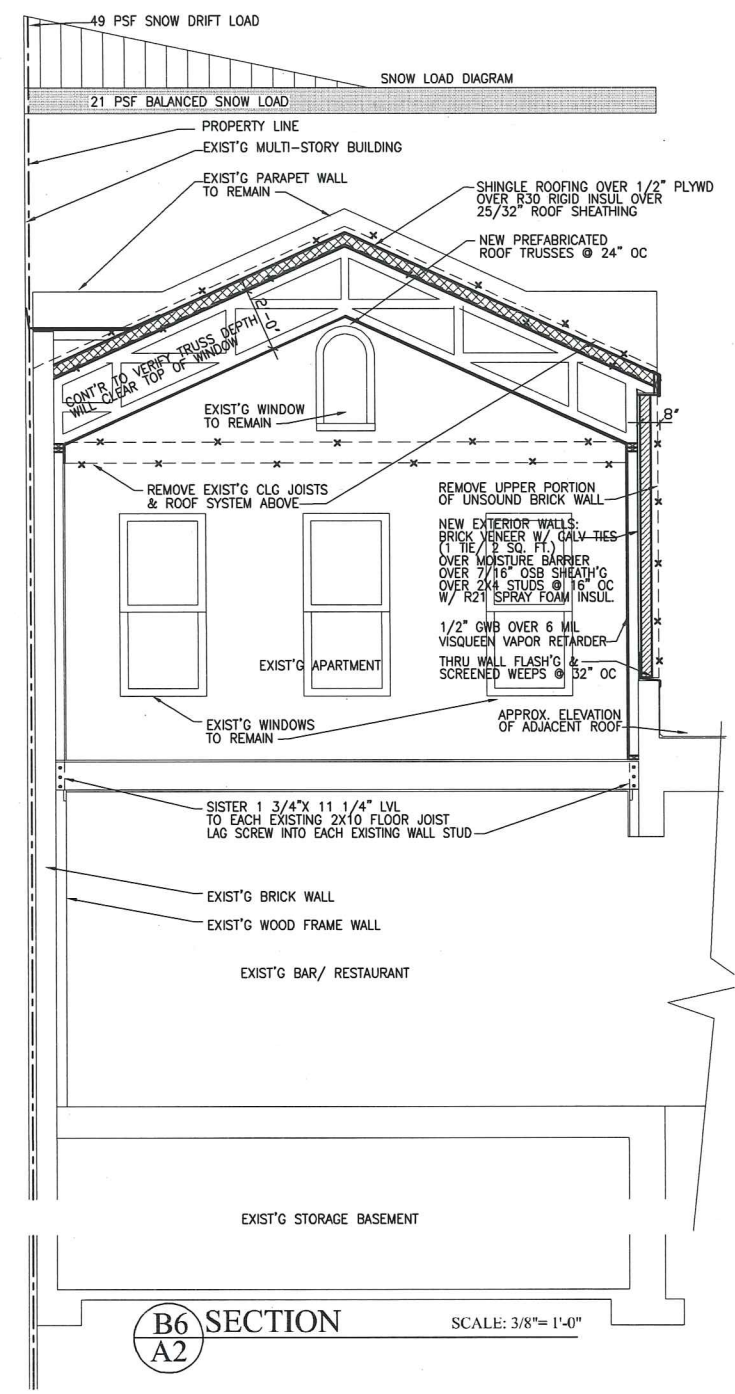 49 PSF SNOW DRIFT LOAD
SNOW LOAD DIAGRAM
21 PSF BALANCED SNOW LOAD
PROPERTY LINE
EXIST'G MULTI-STORY BUILDING
EXIST'G PARAPET WALL
TO REMAIN
SHINGLE ROOFING OVER 1/2" PLYWD
OVER R30 RIGID INSUL OVER
25/32" ROOF SHEATHING
NEW PREFABRICATED
ROOF TRUSSES @ 24" OC
2'-0"
CONT'R TO VERIFY TRUSS DEPTH
WILL CLEAR TOP OF WINDOW
EXIST'G WINDOW
TO REMAIN
8"
REMOVE EXIST'G CLG JOISTS
& ROOF SYSTEM ABOVE
REMOVE UPPER PORTION
OF UNSOUND BRICK WALL
NEW EXTERIOR WALLS:
BRICK VENEER W/ GALV TIES
(1 TIE/ 2 SQ. FT.)
OVER MOISTURE BARRIER
OVER 7/16" OSB SHEATH'G
OVER 2X4 STUDS @ 16" OC
W/ R21 SPRAY FOAM INSUL.
1/2" GWB OVER 6 MIL
VISQUEEN VAPOR RETARDER
EXIST'G APARTMENT
THRU WALL FLASH'G &
SCREENED WEEPS @ 32" OC
EXIST'G WINDOWS
TO REMAIN
APPROX. ELEVATION
OF ADJACENT ROOF
SISTER 1 3/4"X 11 1/4" LVL
TO EACH EXISTING 2X10 FLOOR JOIST
LAG SCREW INTO EACH EXISTING WALL STUD
EXIST'G BRICK WALL
EXIST'G WOOD FRAME WALL
EXIST'G BAR/ RESTAURANT
EXIST'G STORAGE BASEMENT
B6
A2
SECTION
SCALE: 3/8"= 1'-0"